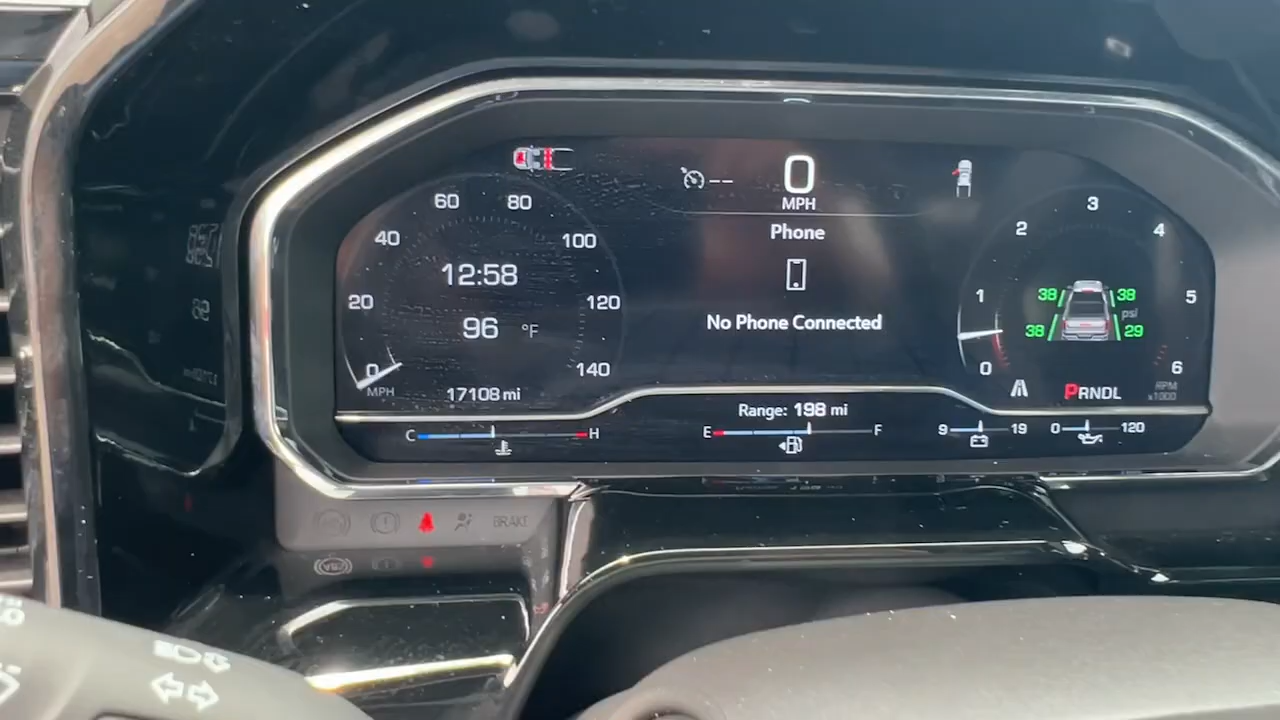 0
MPH
60 80
40 100
12:58
20 120
96 °F
0 140
MPH
17108 mi
Phone
No Phone Connected
3
2 4
1 5
38 38
psi
38 29
0 6
PRNDL
RPM
x1000
Range: 198 mi
C H
E F
9 19
0 120
BRAKE